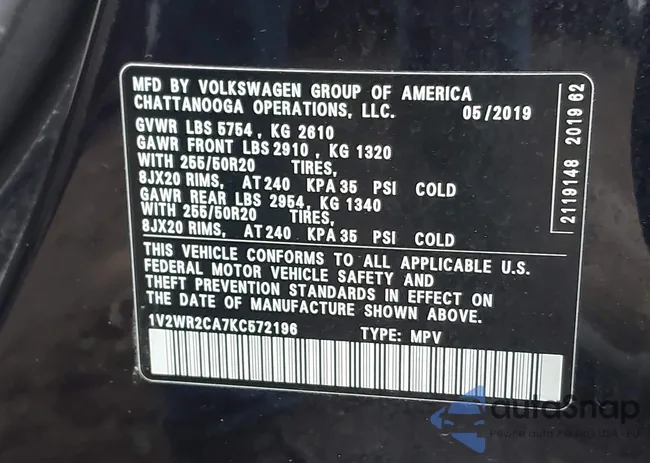 MFD BY VOLKSWAGEN GROUP OF AMERICA
CHATTANOOGA OPERATIONS, LLC. 05/2019
GVWR LBS 5754 , KG 2610
GAWR FRONT LBS 2910 , KG 1320
WITH 255/50R20 TIRES,
8JX20 RIMS, AT 240 KPA 35 PSI COLD
GAWR REAR LBS 2954 , KG 1340
WITH 255/50R20 TIRES,
8JX20 RIMS, AT 240 KPA 35 PSI COLD
THIS VEHICLE CONFORMS TO ALL APPLICABLE U.S.
FEDERAL MOTOR VEHICLE SAFETY AND
THEFT PREVENTION STANDARDS IN EFFECT ON
THE DATE OF MANUFACTURE SHOWN ABOVE.
1V2WR2CA7KC572196 TYPE: MPV
2119148 2019 62
autoSnap